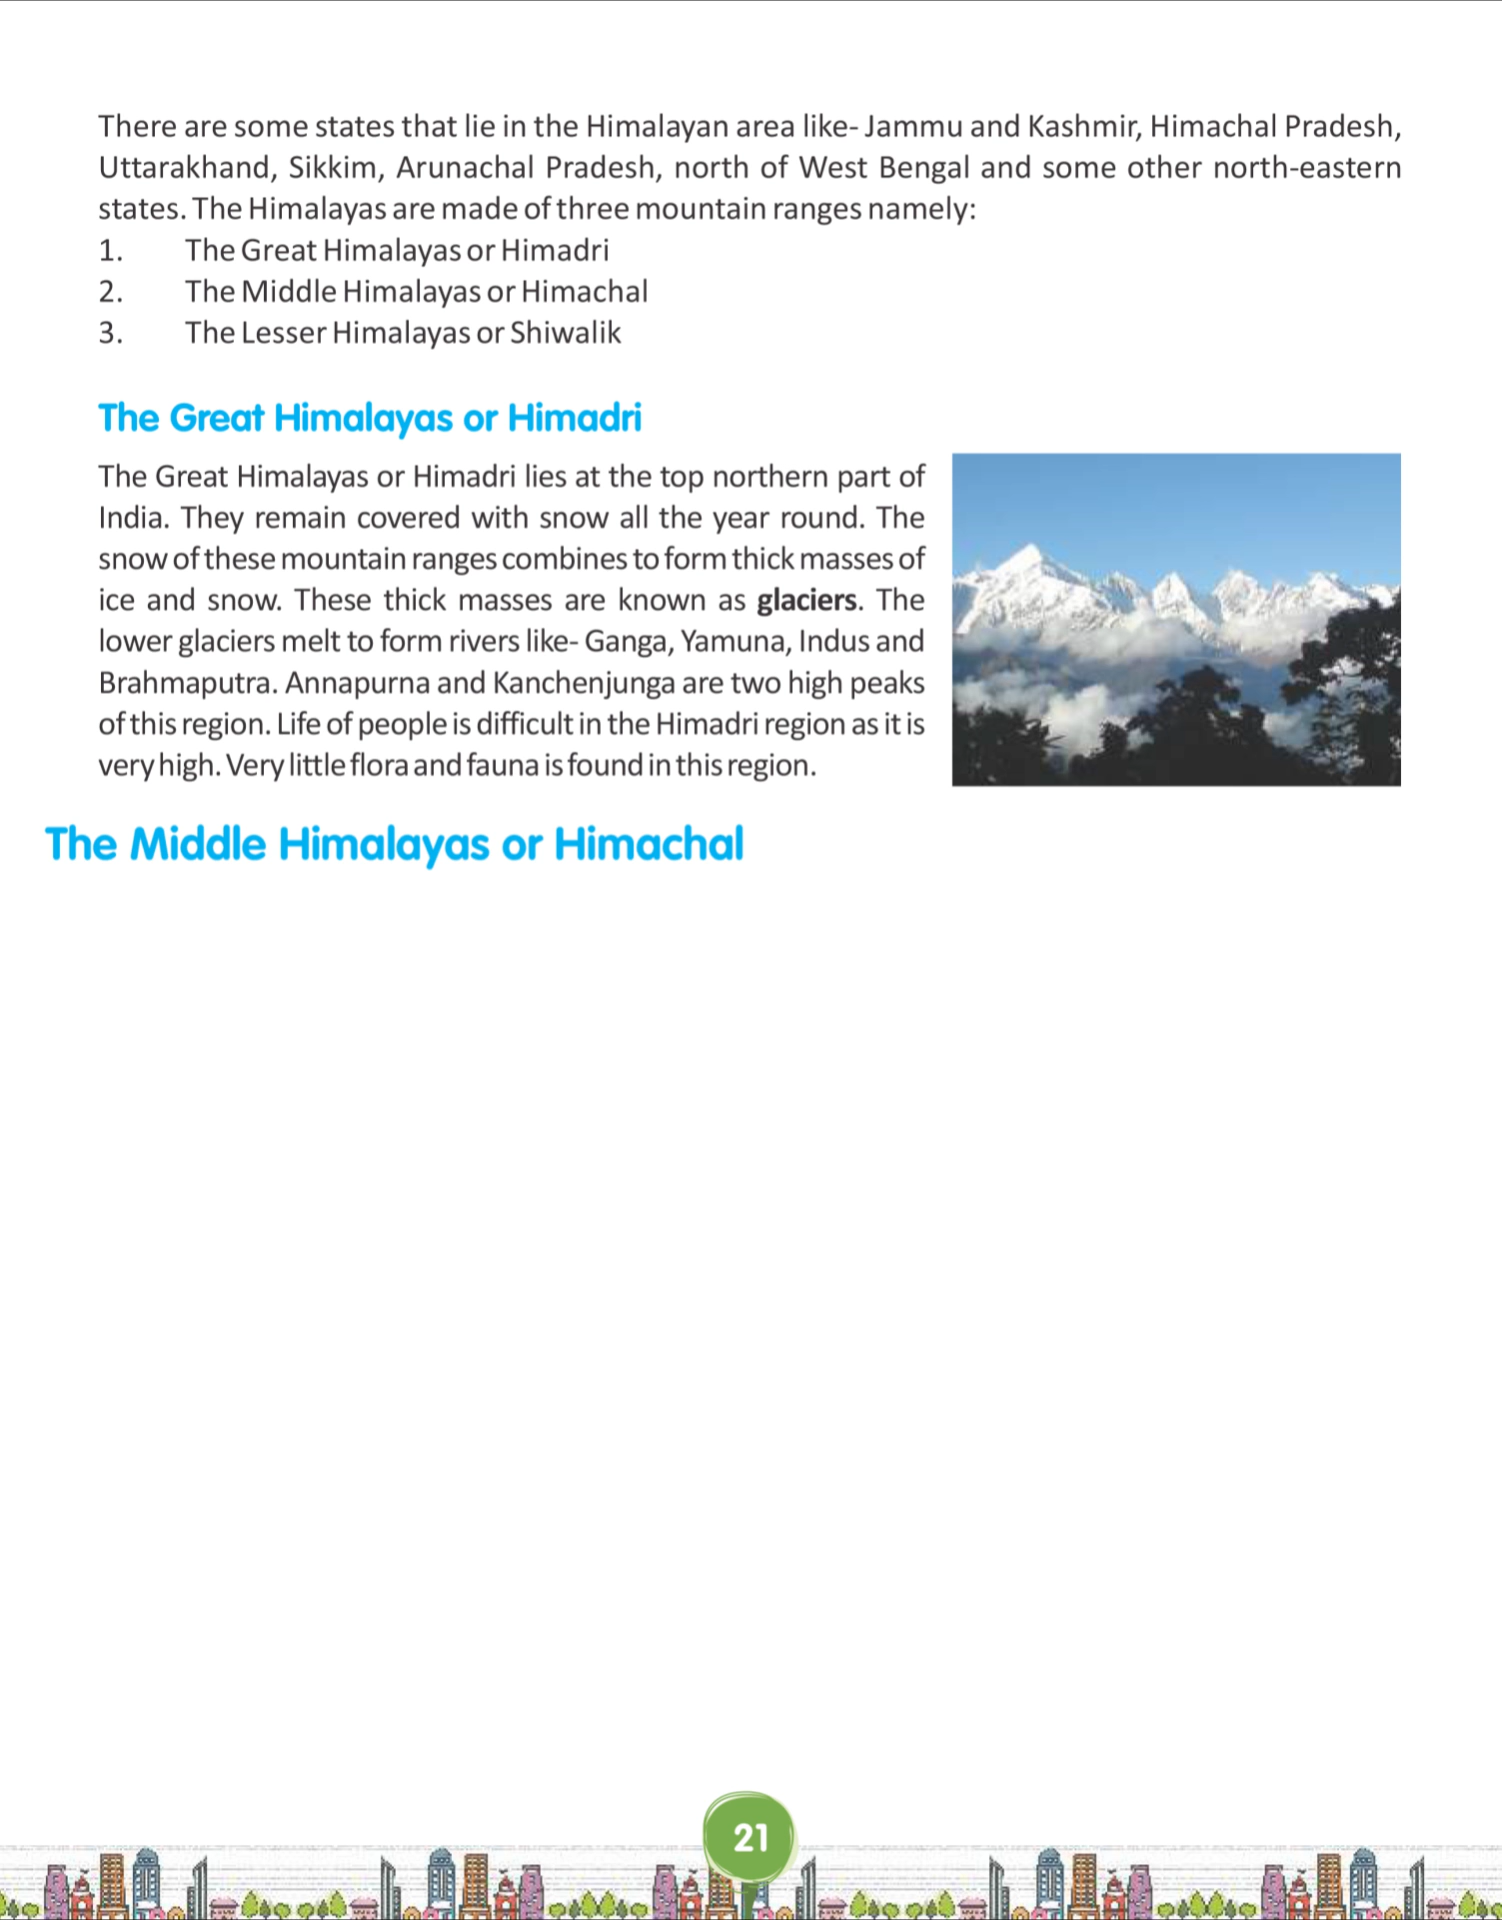 There are some states that lie in the Himalayan area like- Jammu and Kashmir, Himachal Pradesh,
Uttarakhand, Sikkim, Arunachal Pradesh, north of West Bengal and some other north-eastern
states. The Himalayas are made of three mountain ranges namely:
1. The Great Himalayas or Himadri
2. The Middle Himalayas or Himachal
3. The Lesser Himalayas or Shiwalik
The Great Himalayas or Himadri
The Great Himalayas or Himadri lies at the top northern part of
India. They remain covered with snow all the year round. The
snow of these mountain ranges combines to form thick masses of
ice and snow. These thick masses are known as glaciers. The
lower glaciers melt to form rivers like- Ganga, Yamuna, Indus and
Brahmaputra. Annapurna and Kanchenjunga are two high peaks
of this region. Life of people is difficult in the Himadri region as it is
very high. Very little flora and fauna is found in this region.
The Middle Himalayas or Himachal
21